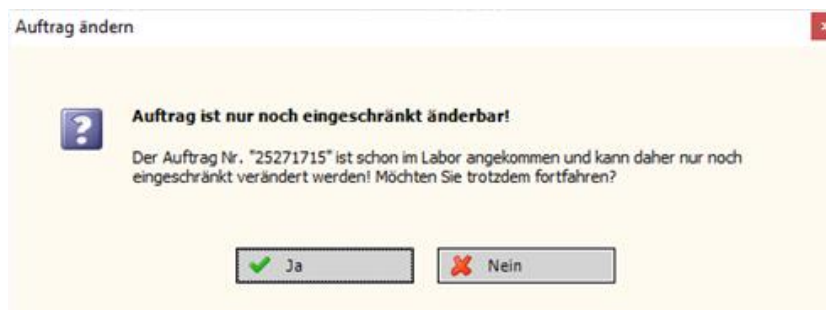 Auftrag ändern
Auftrag ist nur noch eingeschränkt änderbar!
Der Auftrag Nr. "25271715" ist schon im Labor angekommen und kann daher nur noch
eingeschränkt verändert werden! Möchten Sie trotzdem fortfahren?
Ja
Nein